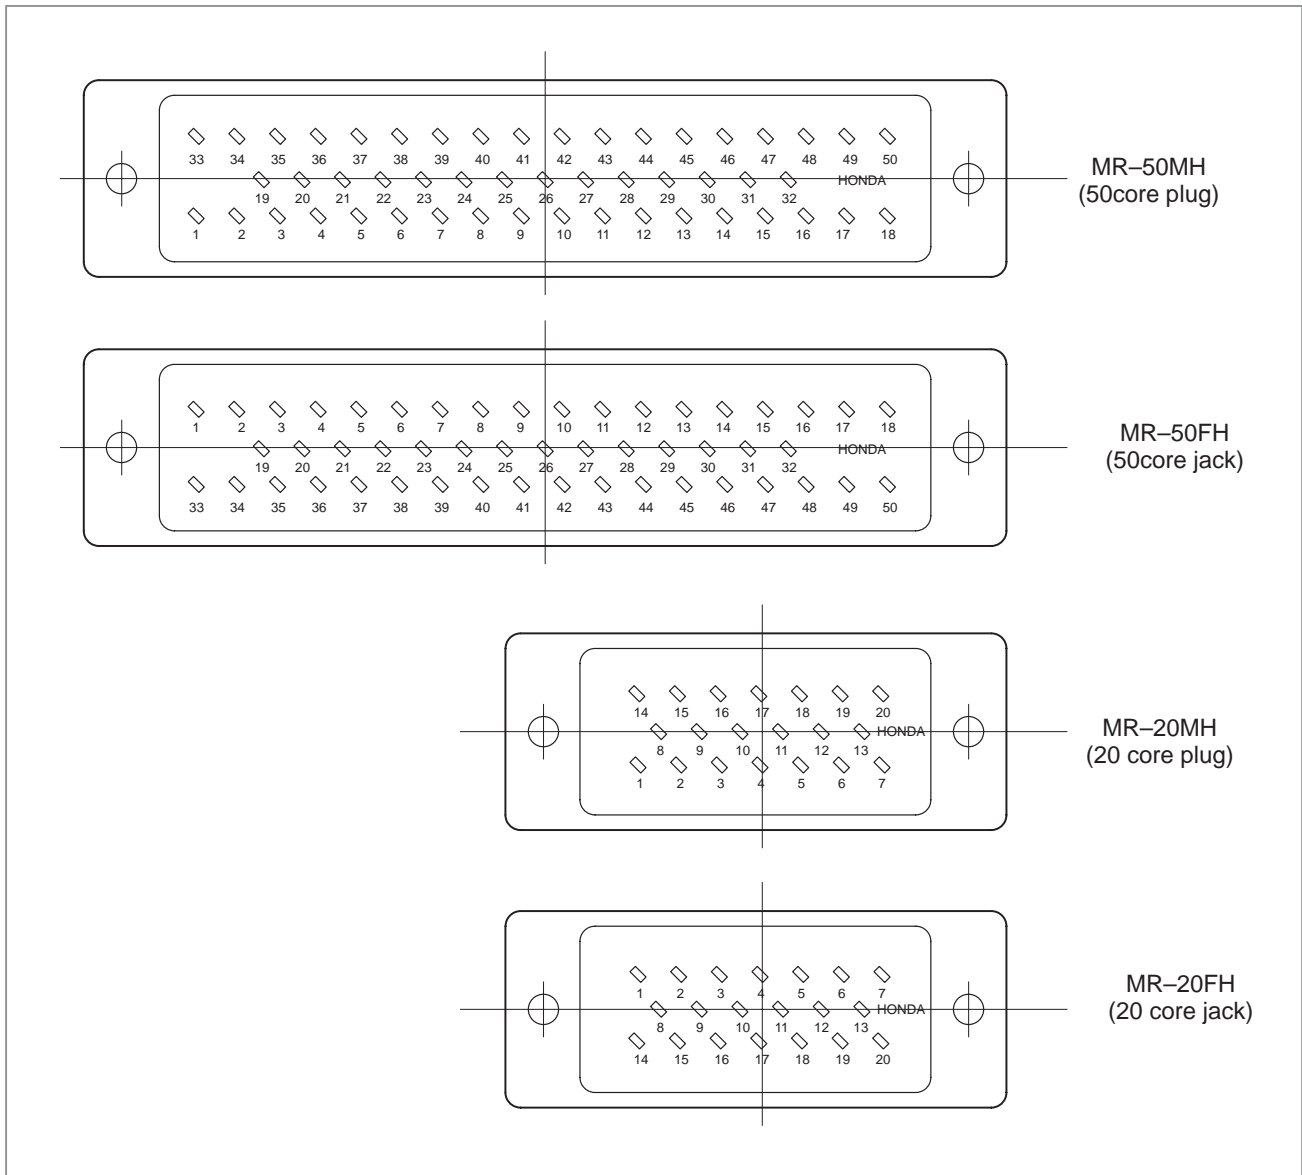 33 34 35 36 37 38 39 40 41 42 43 44 45 46 47 48 49 50
HONDA
19 20 21 22 23 24 25 26 27 28 29 30 31 32
1 2 3 4 5 6 7 8 9 10 11 12 13 14 15 16 17 18
MR–50MH
(50core plug)
1 2 3 4 5 6 7 8 9 10 11 12 13 14 15 16 17 18
HONDA
19 20 21 22 23 24 25 26 27 28 29 30 31 32
33 34 35 36 37 38 39 40 41 42 43 44 45 46 47 48 49 50
MR–50FH
(50core jack)
14 15 16 17 18 19 20
HONDA
8 9 10 11 12 13
1 2 3 4 5 6 7
MR–20MH
(20 core plug)
1 2 3 4 5 6 7
HONDA
8 9 10 11 12 13
14 15 16 17 18 19 20
MR–20FH
(20 core jack)